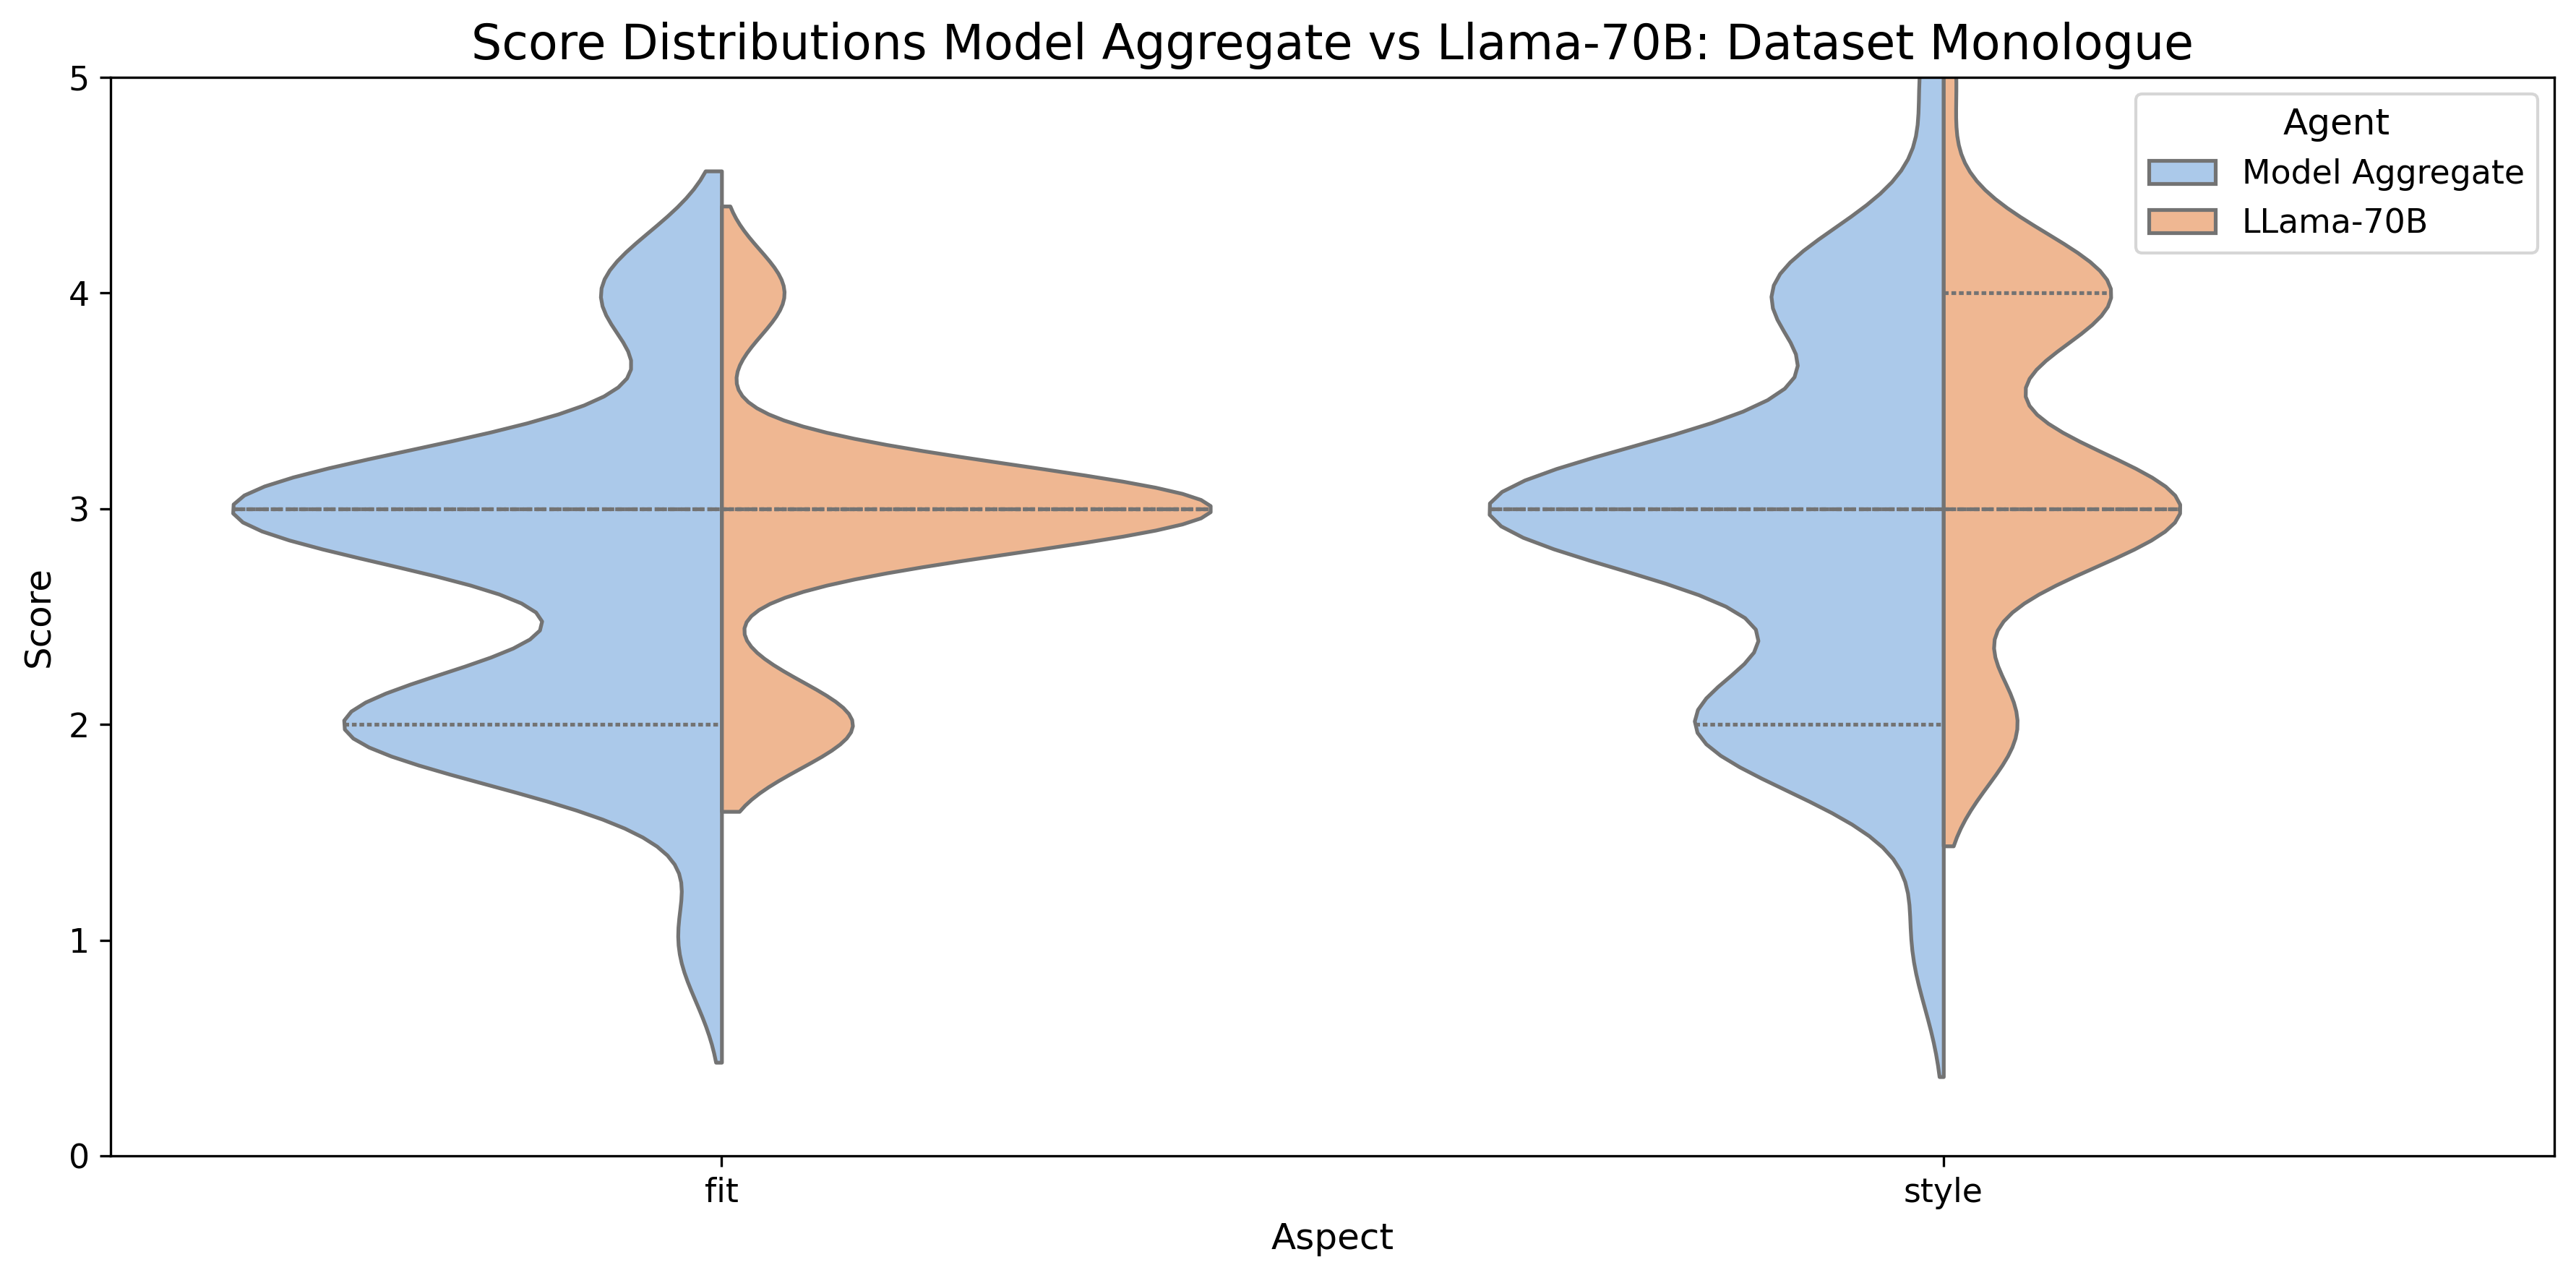 Score Distributions Model Aggregate vs Llama-70B: Dataset Monologue
5
4
3
2
1
0
Score
Agent
Model Aggregate
LLama-70B
fit
style
Aspect